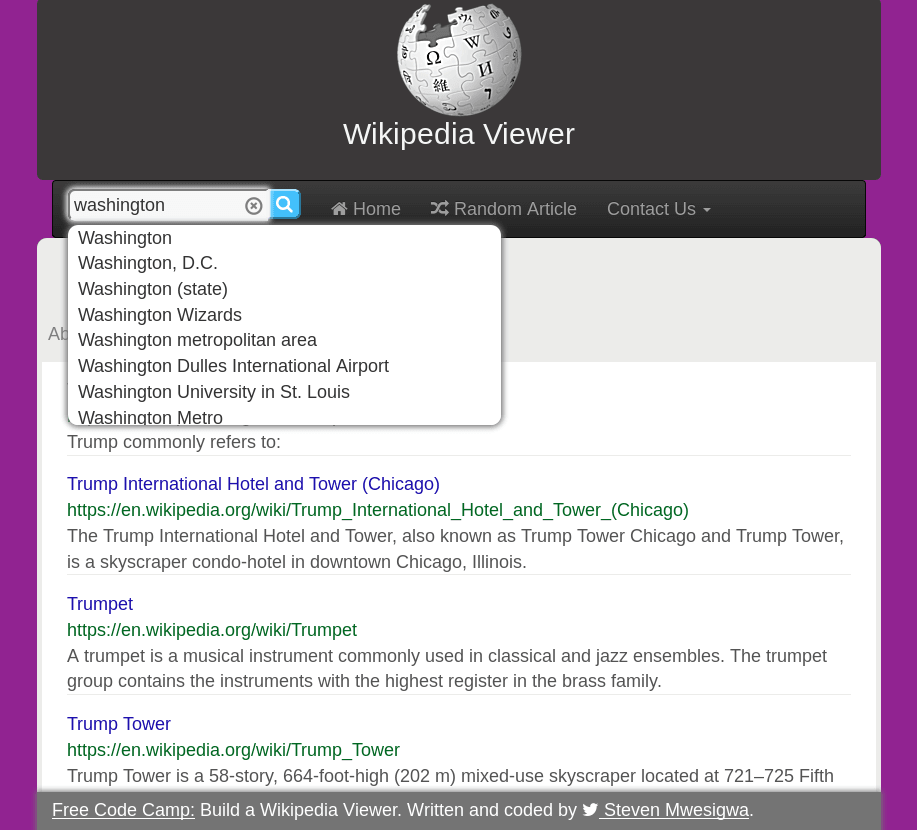 Ω W И 維
Wikipedia Viewer
washington
Home Random Article Contact Us
Washington
Washington, D.C.
Washington (state)
Washington Wizards
Washington metropolitan area
Washington Dulles International Airport
Washington University in St. Louis
Washington Metro
Trump commonly refers to:
Trump International Hotel and Tower (Chicago)
https://en.wikipedia.org/wiki/Trump_International_Hotel_and_Tower_(Chicago)
The Trump International Hotel and Tower, also known as Trump Tower Chicago and Trump Tower,
is a skyscraper condo-hotel in downtown Chicago, Illinois.
Trumpet
https://en.wikipedia.org/wiki/Trumpet
A trumpet is a musical instrument commonly used in classical and jazz ensembles. The trumpet
group contains the instruments with the highest register in the brass family.
Trump Tower
https://en.wikipedia.org/wiki/Trump_Tower
Trump Tower is a 58-story, 664-foot-high (202 m) mixed-use skyscraper located at 721–725 Fifth
Free Code Camp: Build a Wikipedia Viewer. Written and coded by Steven Mwesigwa.